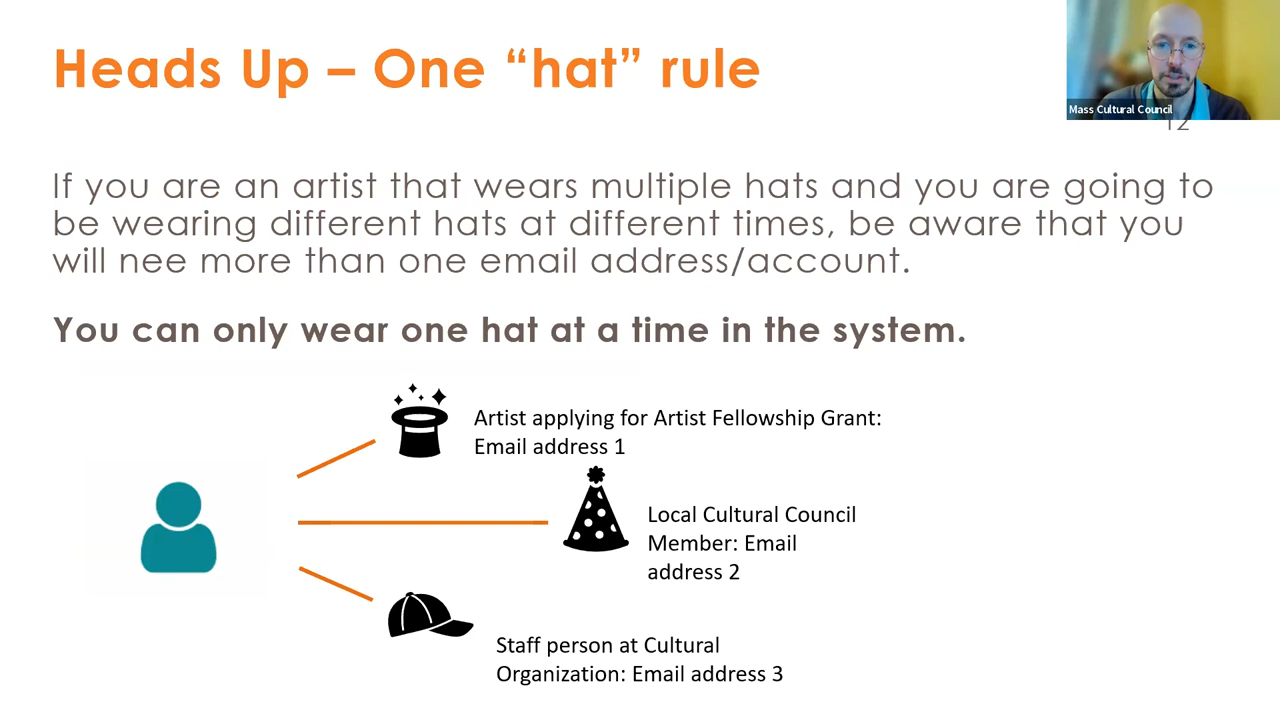 Heads Up – One “hat” rule
Mass Cultural Council
12
If you are an artist that wears multiple hats and you are going to
be wearing different hats at different times, be aware that you
will nee more than one email address/account.
You can only wear one hat at a time in the system.
Artist applying for Artist Fellowship Grant:
Email address 1
Local Cultural Council
Member: Email
address 2
Staff person at Cultural
Organization: Email address 3